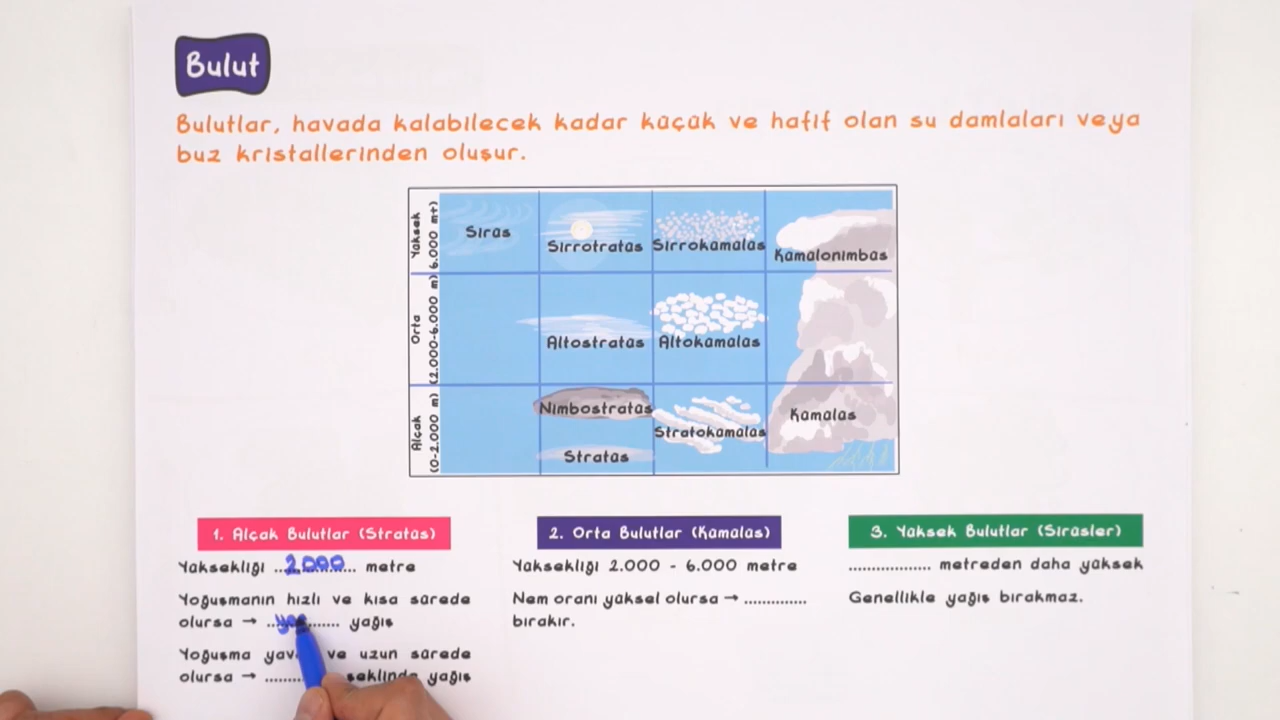 Bulut
Bulutlar, havada kalabilecek kadar küçük ve hafif olan su damlaları veya
buz kristallerinden oluşur.
Yüksek
6.000 m+)
Sirüs
Sirrotratüs
Sirrokümülüs
Kümülonimbüs
Orta
(2.000-6.000 m)
Altostratüs
Altokümülüs
Alçak
(0-2.000 m)
Nimbostratüs
Stratüs
Stratokümülüs
Kümülüs
1. Alçak Bulutlar (Stratüs)
Yüksekliği ..2000... metre
Yoğuşmanın hızlı ve kısa sürede
olursa → ............... yağış
Yoğuşma ve uzun sürede
olursa → ........ şeklinde yağış
2. Orta Bulutlar (Kümülüs)
Yüksekliği 2.000 - 6.000 metre
Nem oranı yüksel olursa → .............
bırakır.
3. Yüksek Bulutlar (Sirüsler)
................. metreden daha yüksek
Genellikle yağış bırakmaz.